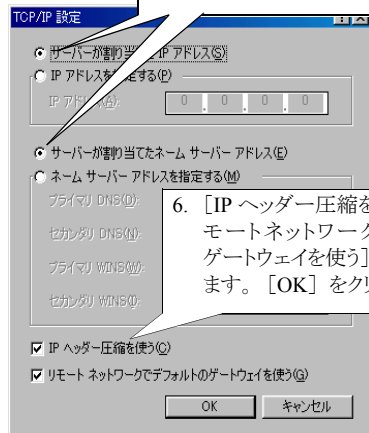 TCP/IP 設定
サーバーが割り当てた IP アドレス(S)
IP アドレスを指定する(P)
IP アドレス(A): 0 . 0 . 0 . 0
サーバーが割り当てたネーム サーバー アドレス(E)
ネーム サーバー アドレスを指定する(M)
プライマリ DNS(D):
セカンダリ DNS(N):
プライマリ WINS(W):
セカンダリ WINS(I):
6. ［IP ヘッダー圧縮を
モートネットワーク
ゲートウェイを使う］
ます。［OK］をクリ
IP ヘッダー圧縮を使う(C)
リモート ネットワークでデフォルトのゲートウェイを使う(G)
OK キャンセル